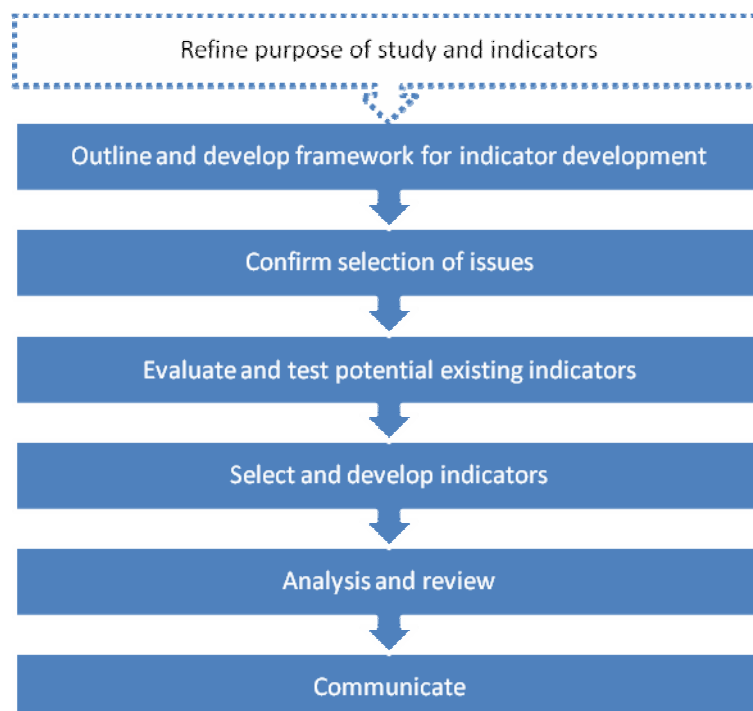 Refine purpose of study and indicators
Outline and develop framework for indicator development
Confirm selection of issues
Evaluate and test potential existing indicators
Select and develop indicators
Analysis and review
Communicate